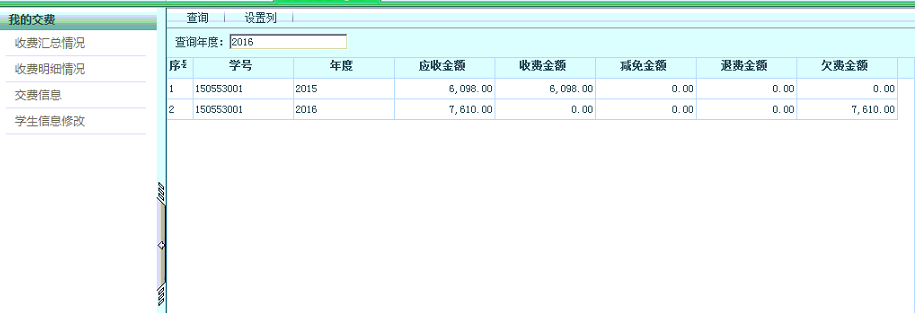 我的交费
收费汇总情况
收费明细情况
交费信息
学生信息修改
查询 设置列
查询年度: 2016
序号 学号 年度 应收金额 收费金额 减免金额 退费金额 欠费金额
1 150553001 2015 6,098.00 6,098.00 0.00 0.00 0.00
2 150553001 2016 7,610.00 0.00 0.00 0.00 7,610.00